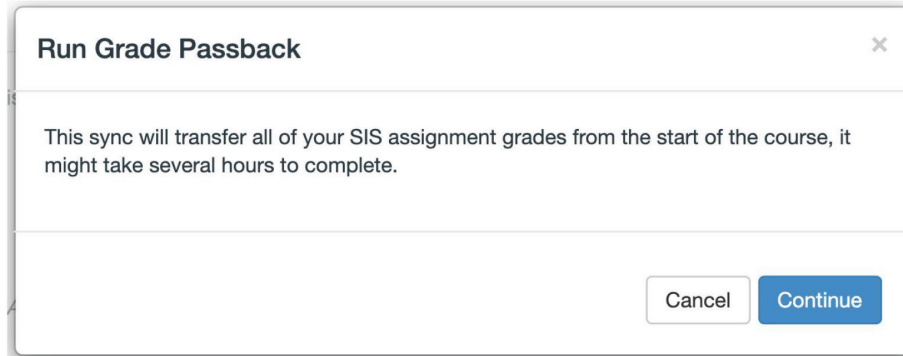 Run Grade Passback
×
This sync will transfer all of your SIS assignment grades from the start of the course, it
might take several hours to complete.
Cancel
Continue